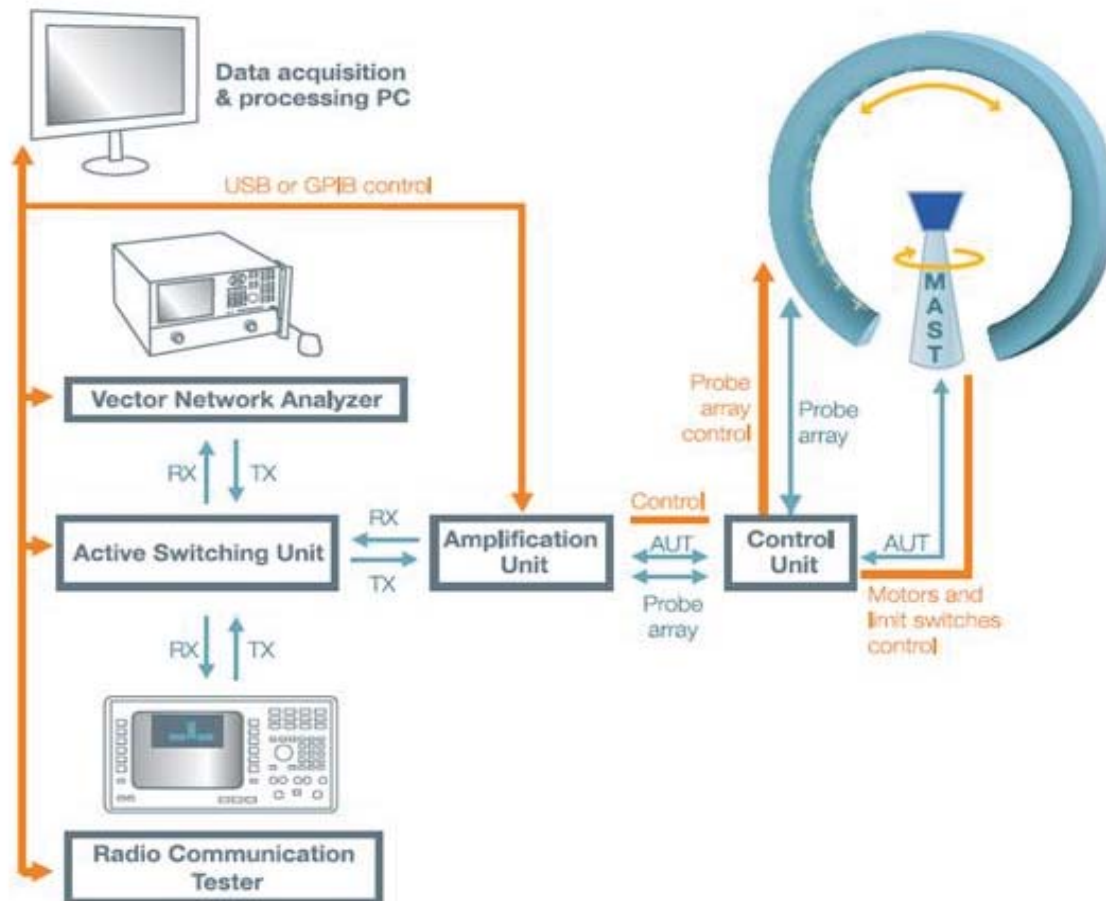 Data acquisition
& processing PC
USB or GPIB control
Vector Network Analyzer
RX
TX
Active Switching Unit
RX
TX
Amplification
Unit
Control
AUT
Probe
array
Control
Unit
Probe
array
control
Probe
array
MAST
AUT
Motors and
limit switches
control
RX
TX
Radio Communication
Tester